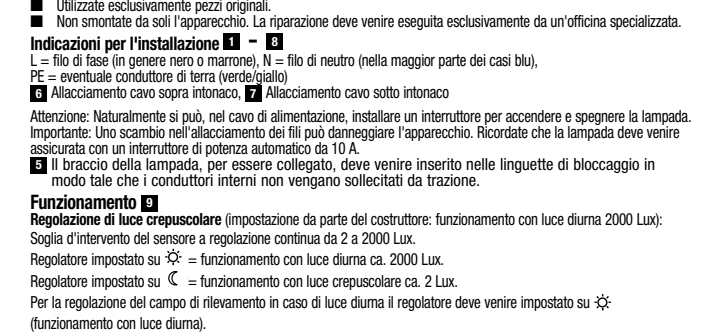 ■ Utilizzate esclusivamente pezzi originali.
■ Non smontate da soli l'apparecchio. La riparazione deve venire eseguita esclusivamente da un'officina specializzata.
Indicazioni per l'installazione 1 – 8
L = filo di fase (in genere nero o marrone), N = filo di neutro (nella maggior parte dei casi blu),
PE = eventuale conduttore di terra (verde/giallo)
6 Allacciamento cavo sopra intonaco, 7 Allacciamento cavo sotto intonaco
Attenzione: Naturalmente si può, nel cavo di alimentazione, installare un interruttore per accendere e spegnere la lampada.
Importante: Uno scambio nell'allacciamento dei fili può danneggiare l'apparecchio. Ricordate che la lampada deve venire
assicurata con un interruttore di potenza automatico da 10 A.
5 Il braccio della lampada, per essere collegato, deve venire inserito nelle linguette di bloccaggio in
modo tale che i conduttori interni non vengano sollecitati da trazione.
Funzionamento 9
Regolazione di luce crepuscolare (impostazione da parte del costruttore: funzionamento con luce diurna 2000 Lux):
Soglia d'intervento del sensore a regolazione continua da 2 a 2000 Lux.
Regolatore impostato su ☼ = funzionamento con luce diurna ca. 2000 Lux.
Regolatore impostato su ☾ = funzionamento con luce crepuscolare ca. 2 Lux.
Per la regolazione del campo di rilevamento in caso di luce diurna il regolatore deve venire impostato su ☼
(funzionamento con luce diurna).